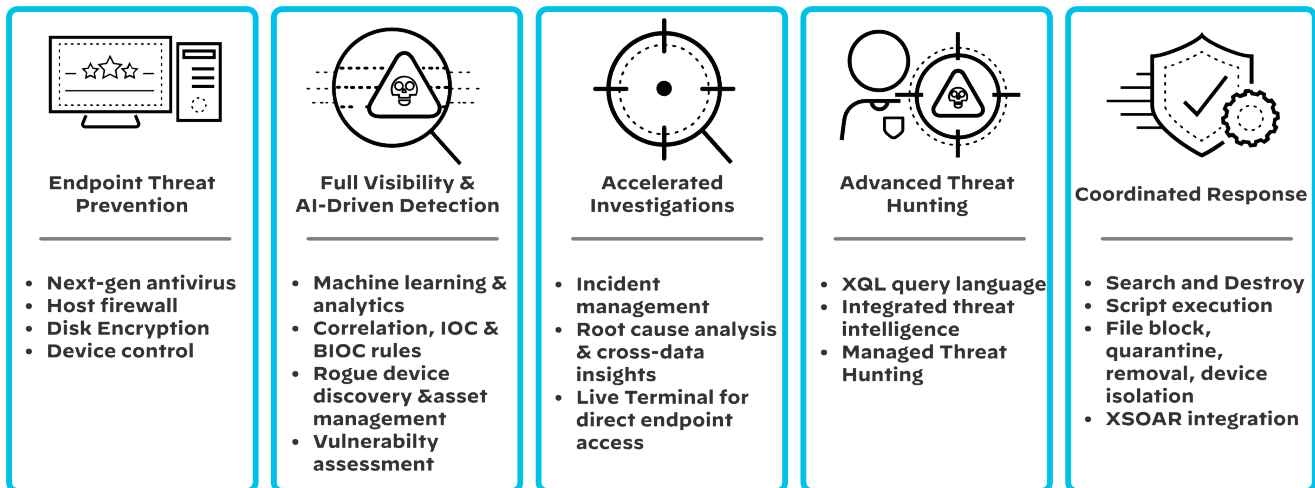 Endpoint Threat
Prevention
• Next-gen antivirus
• Host firewall
• Disk Encryption
• Device control
Full Visibility &
AI-Driven Detection
• Machine learning &
analytics
• Correlation, IOC &
BIOC rules
• Rogue device
discovery &asset
management
• Vulnerabilty
assessment
Accelerated
Investigations
• Incident
management
• Root cause analysis
& cross-data
insights
• Live Terminal for
direct endpoint
access
Advanced Threat
Hunting
• XQL query language
• Integrated threat
intelligence
• Managed Threat
Hunting
Coordinated Response
• Search and Destroy
• Script execution
• File block,
quarantine,
removal, device
isolation
• XSOAR integration